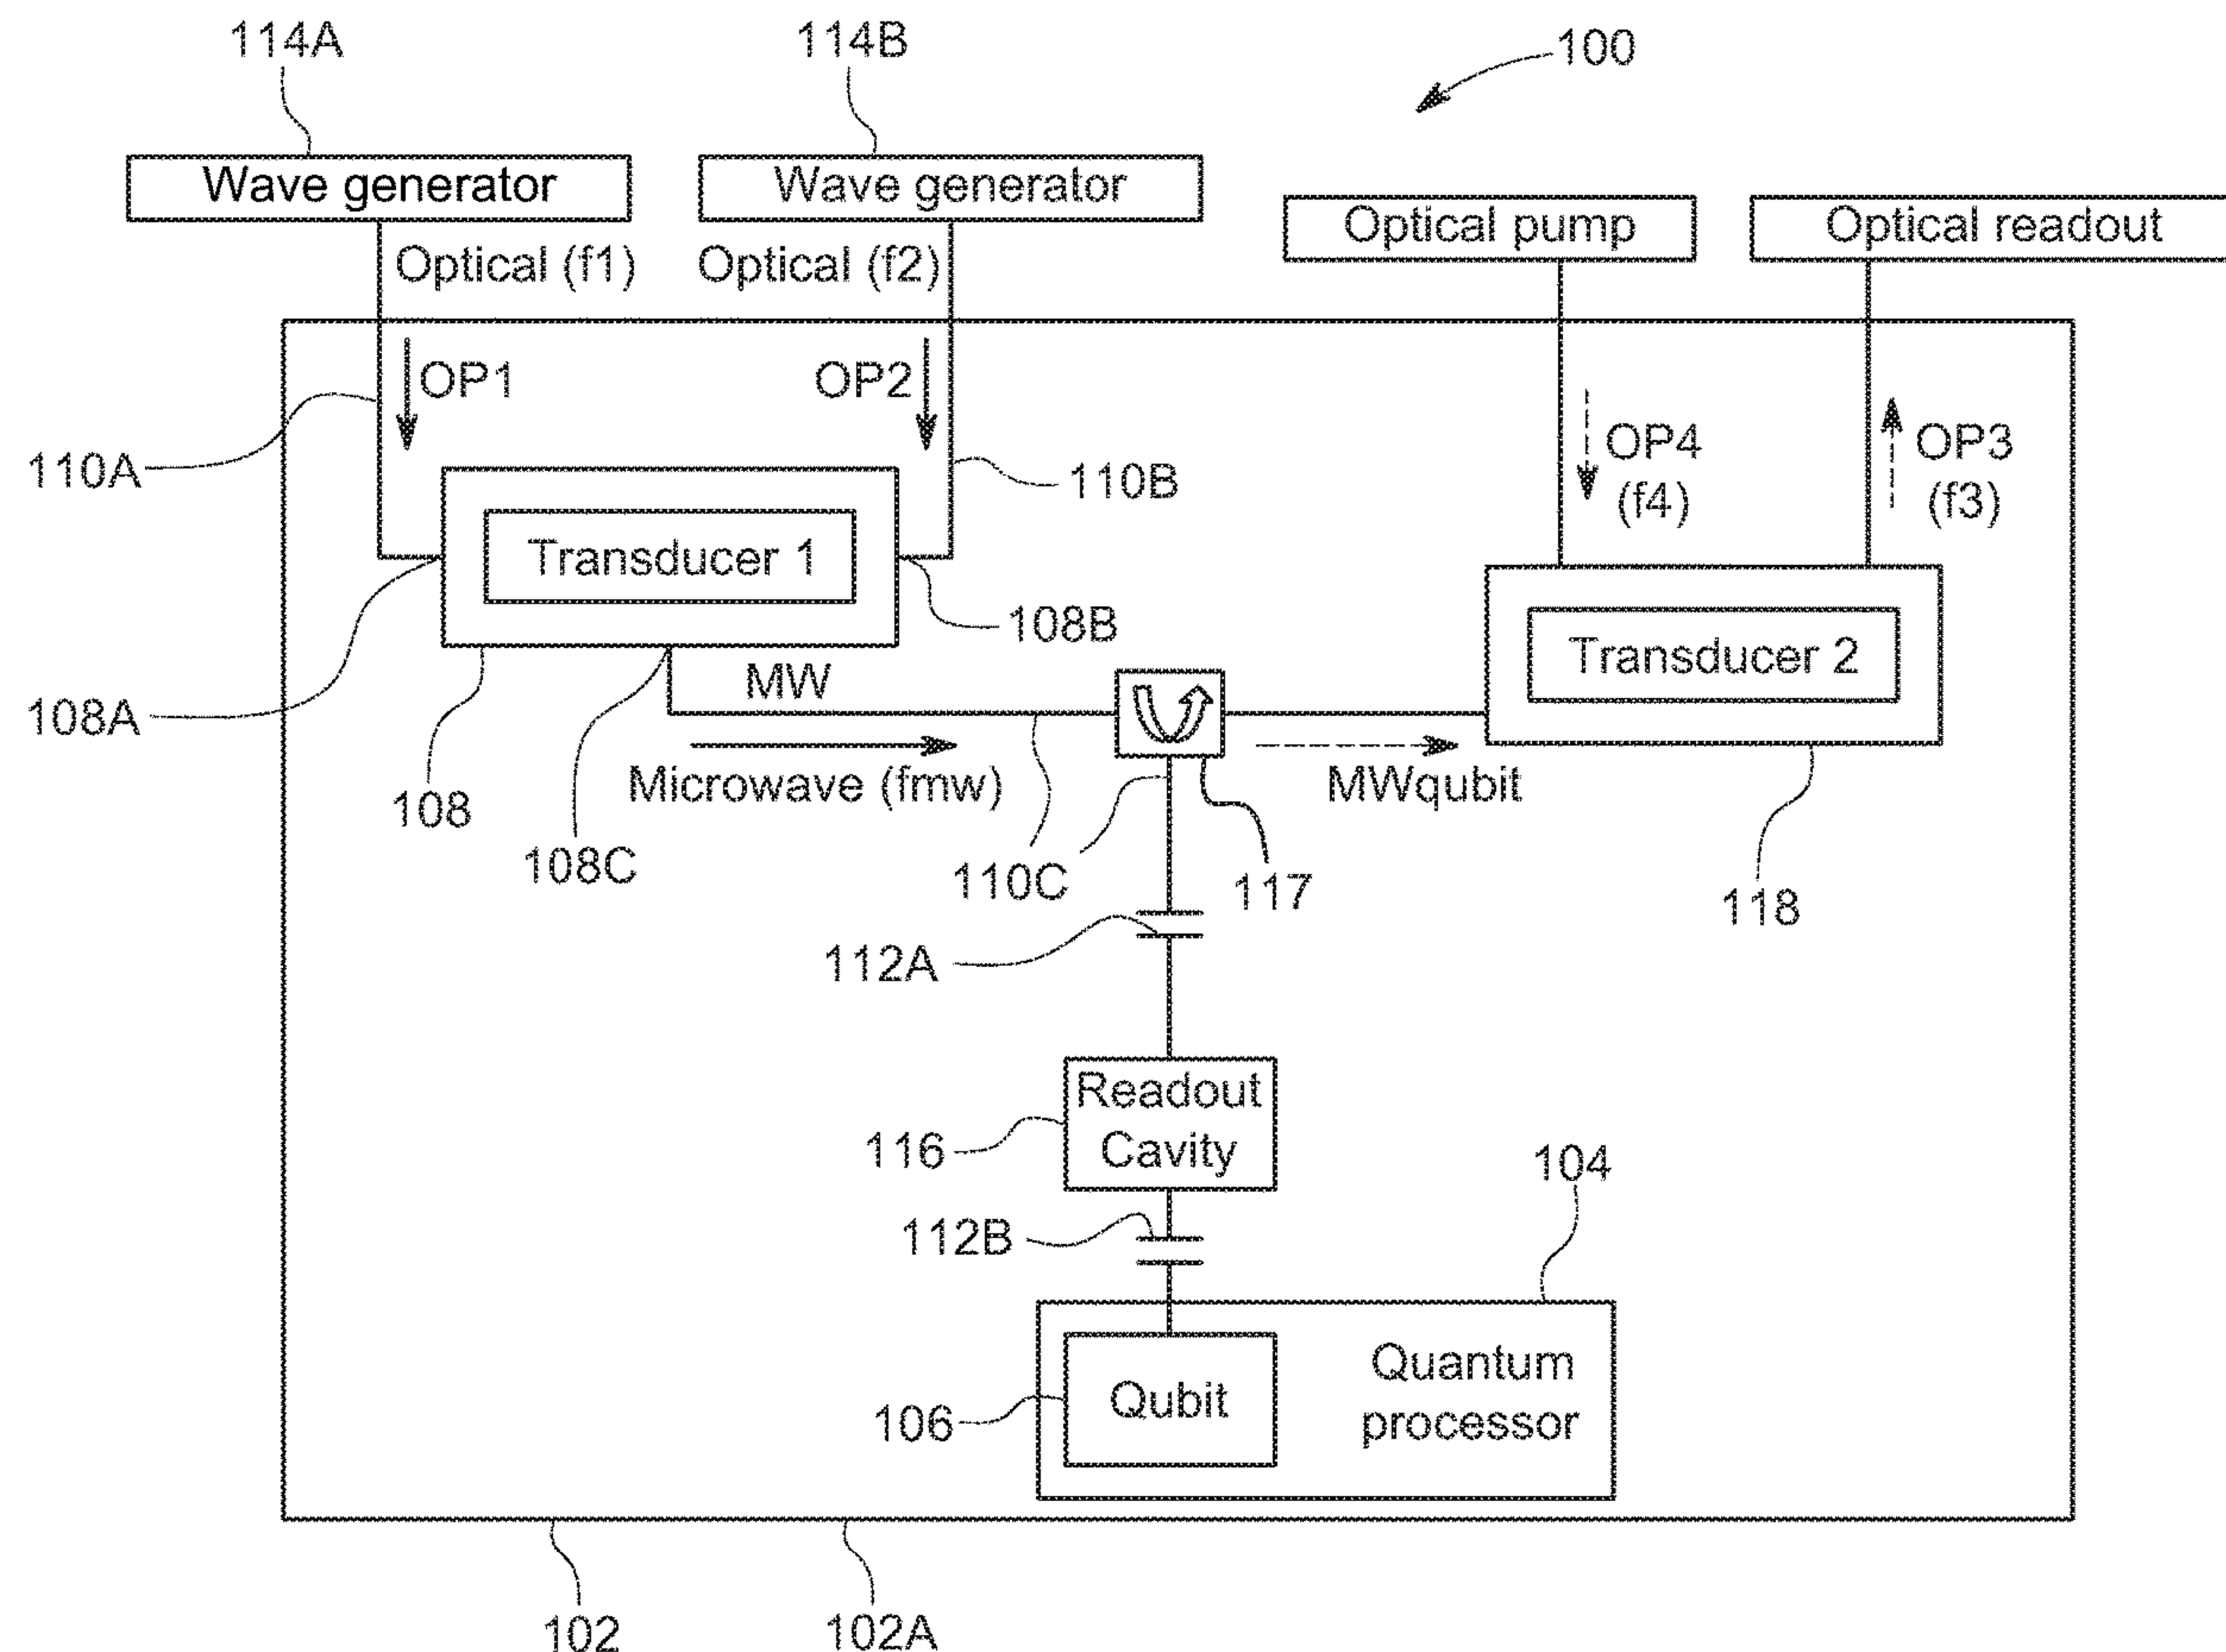 114A
114B
100
Wave generator
Wave generator
Optical pump
Optical readout
Optical (f1)
Optical (f2)
OP1
OP2
110A
110B
OP4
(f4)
OP3
(f3)
Transducer 1
108B
Transducer 2
108A
MW
108
Microwave (fmw)
MWqubit
108C
110C
117
118
112A
Readout
Cavity
116
104
112B
Quantum
processor
Qubit
106
102
102A